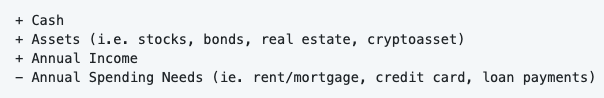 + Cash
+ Assets (i.e. stocks, bonds, real estate, cryptoasset)
+ Annual Income
− Annual Spending Needs (ie. rent/mortgage, credit card, loan payments)